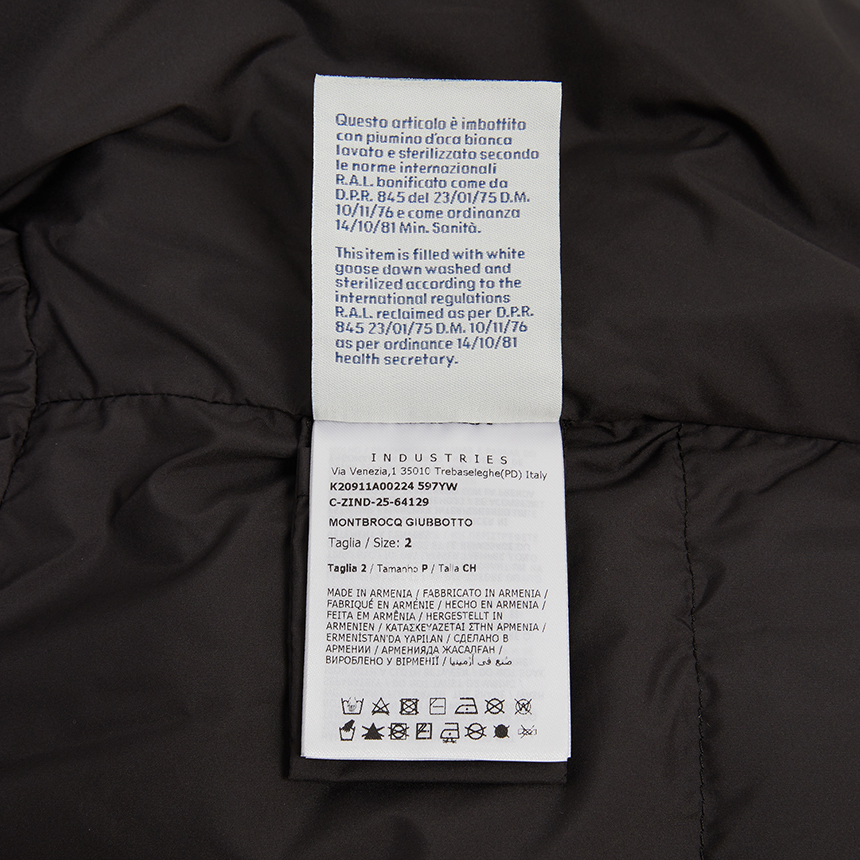 Questo articolo è imbottito
con piumino d'oca bianca
lavato e sterilizzato secondo
le norme internazionali
R.A.L. bonificato come da
D.P.R. 845 del 23/01/75 D.M.
10/11/76 e come ordinanza
14/10/81 Min. Sanità.
This item is filled with white
goose down washed and
sterilized according to the
international regulations
R.A.L. reclaimed as per D.P.R.
845 23/01/75 D.M. 10/11/76
as per ordinance 14/10/81
health secretary.
INDUSTRIES
Via Venezia,1 35010 Trebaseleghe(PD) Italy
K20911A00224 597YW
C-ZIND-25-64129
MONTBROCQ GIUBBOTTO
Taglia / Size: 2
Taglia 2 / Tamanho P / Talla CH
MADE IN ARMENIA / FABBRICATO IN ARMENIA /
FABRIQUÉ EN ARMÉNIE / HECHO EN ARMENIA /
FEITA EM ARMÊNIA / HERGESTELLT IN
ARMENIEN / ΚΑΤΑΣΚΕΥΑΖΕΤΑΙ ΣΤΗΝ ΑΡΜΕΝΙΑ /
ERMENİSTAN'DA YAPILAN / СДЕЛАНО В
АРМЕНИИ / АРМЕНИЯДА ЖАСАЛҒАН /
ВИРОБЛЕНО У ВІРМЕНІЇ / صنع في أرمينيا